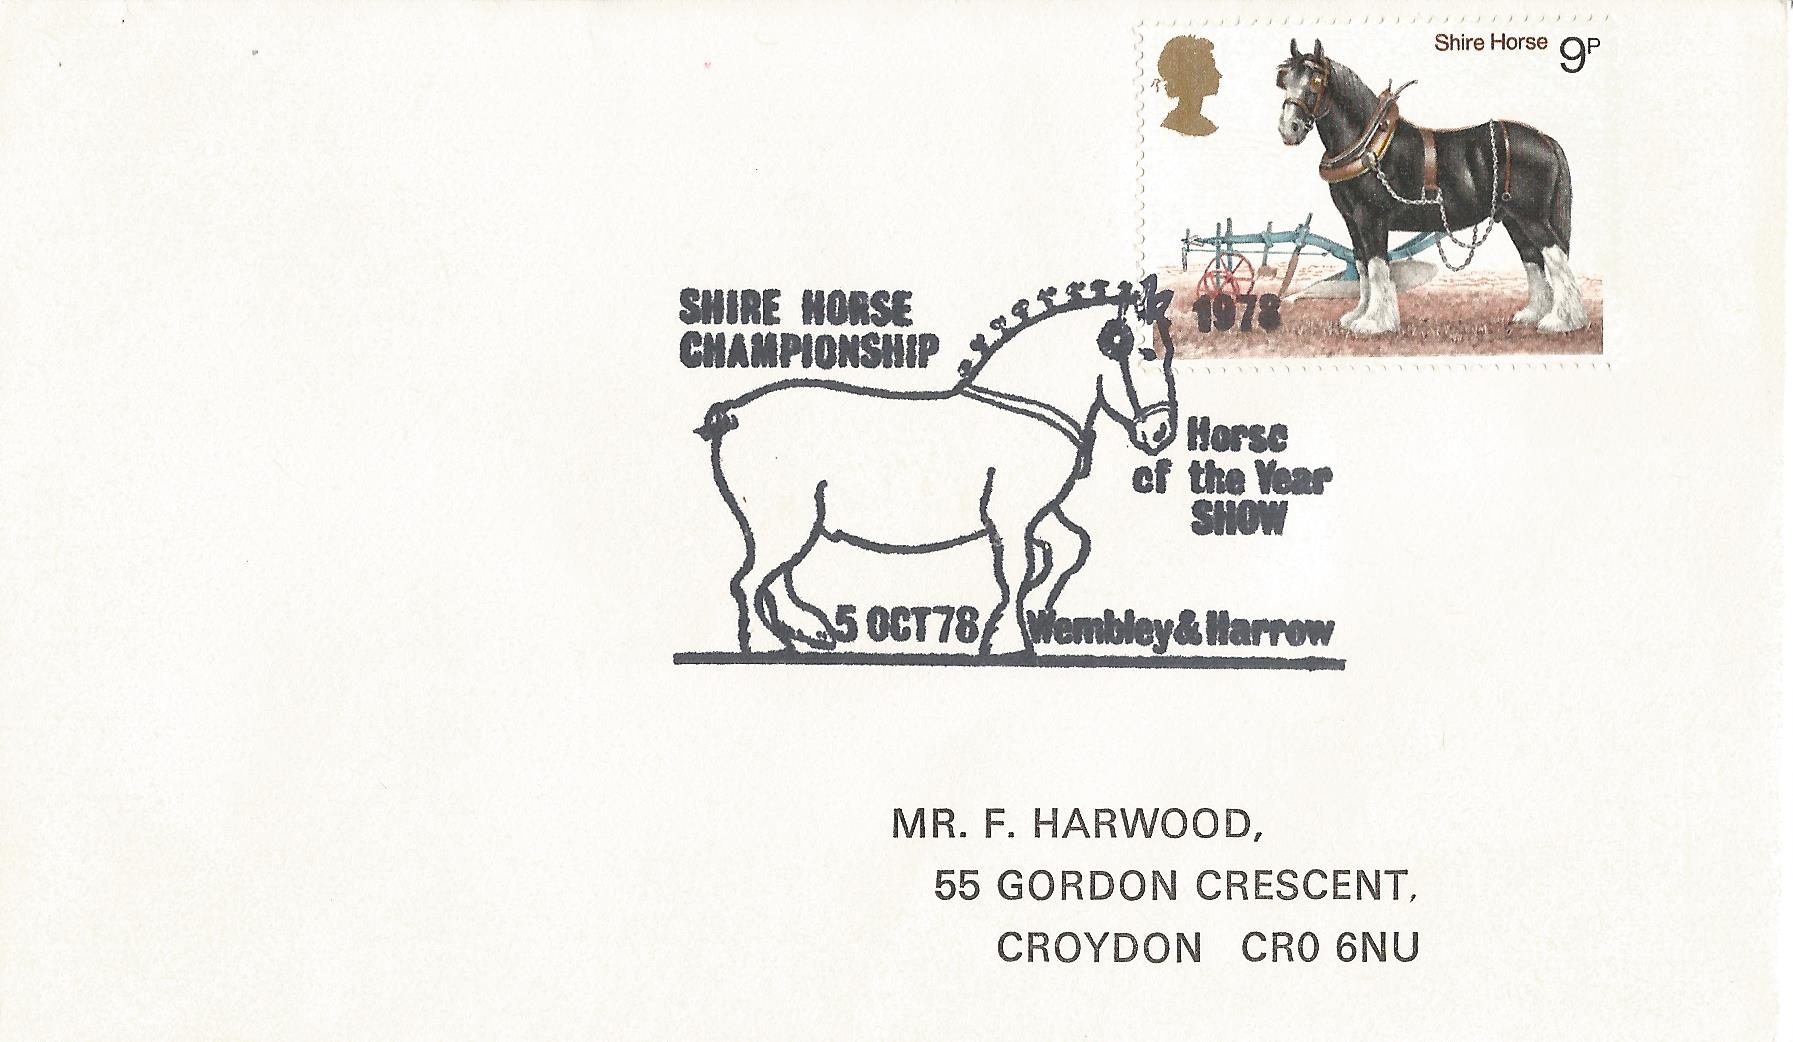 Shire Horse 9P
SHIRE HORSE
CHAMPIONSHIP
1978
Horse
of the Year
SHOW
5 OCT 78
Wembley & Harrow
MR. F. HARWOOD,
55 GORDON CRESCENT,
CROYDON CR0 6NU